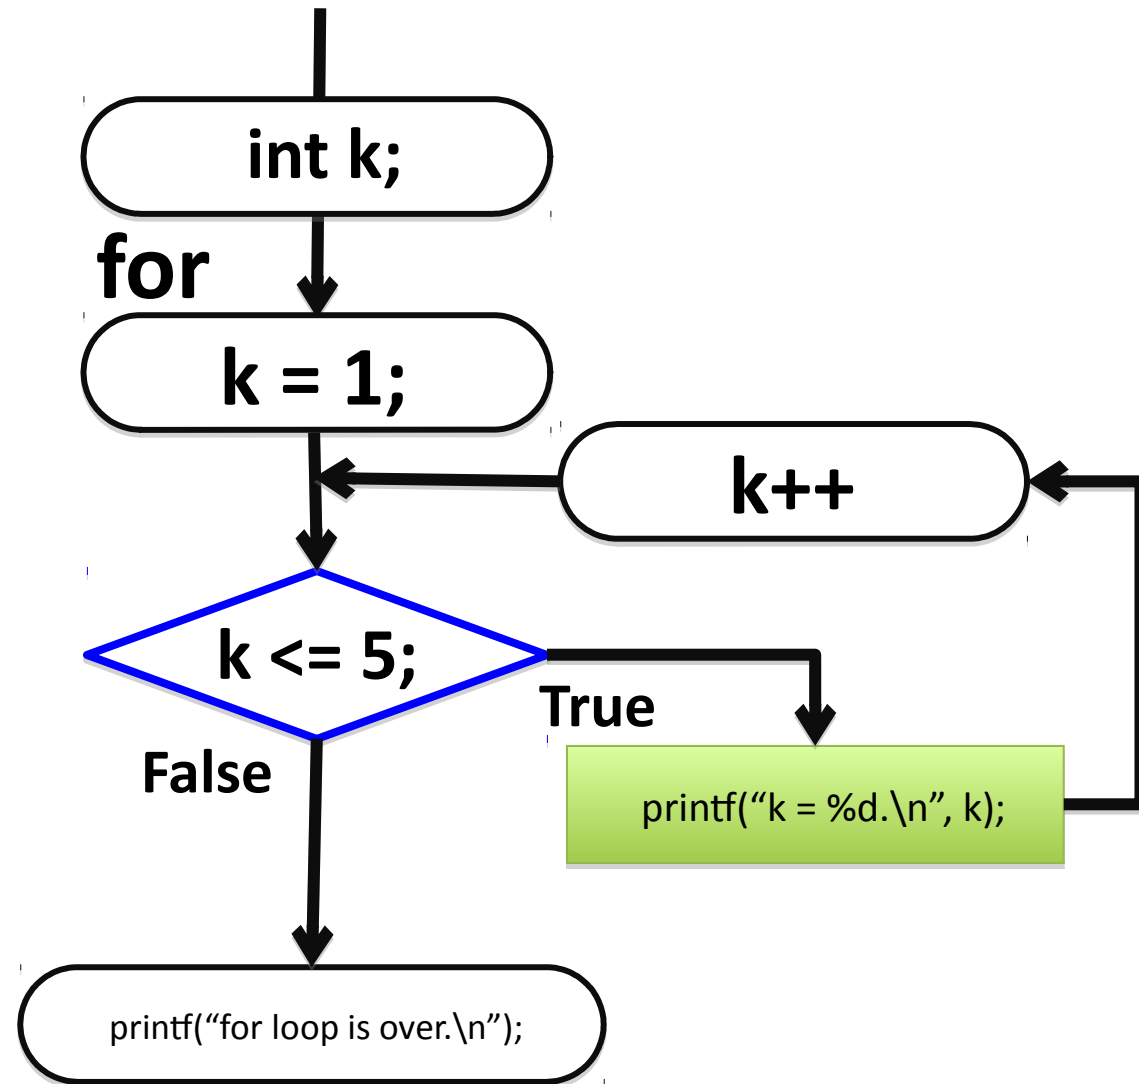 int k;
for
k = 1;
k++
k <= 5;
True
False
printf(“k = %d.\n”, k);
printf(“for loop is over.\n”);